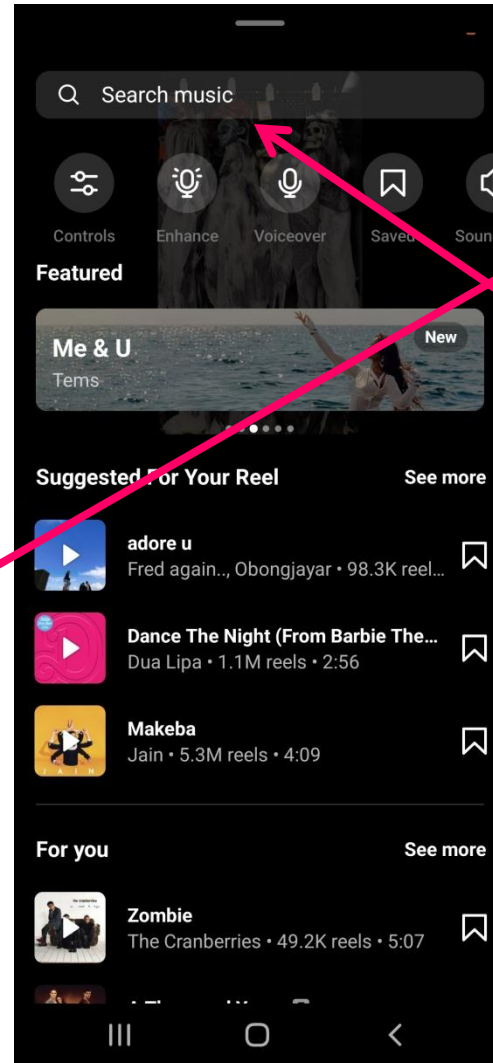 Search music
Controls Enhance Voiceover Saved Soun
Featured
Me & U New
Tems
Suggested For Your Reel See more
adore u
Fred again.., Obongjayar • 98.3K reel...
Dance The Night (From Barbie The...
Dua Lipa • 1.1M reels • 2:56
Makeba
Jain • 5.3M reels • 4:09
JAIN
For you See more
Zombie
The Cranberries • 49.2K reels • 5:07